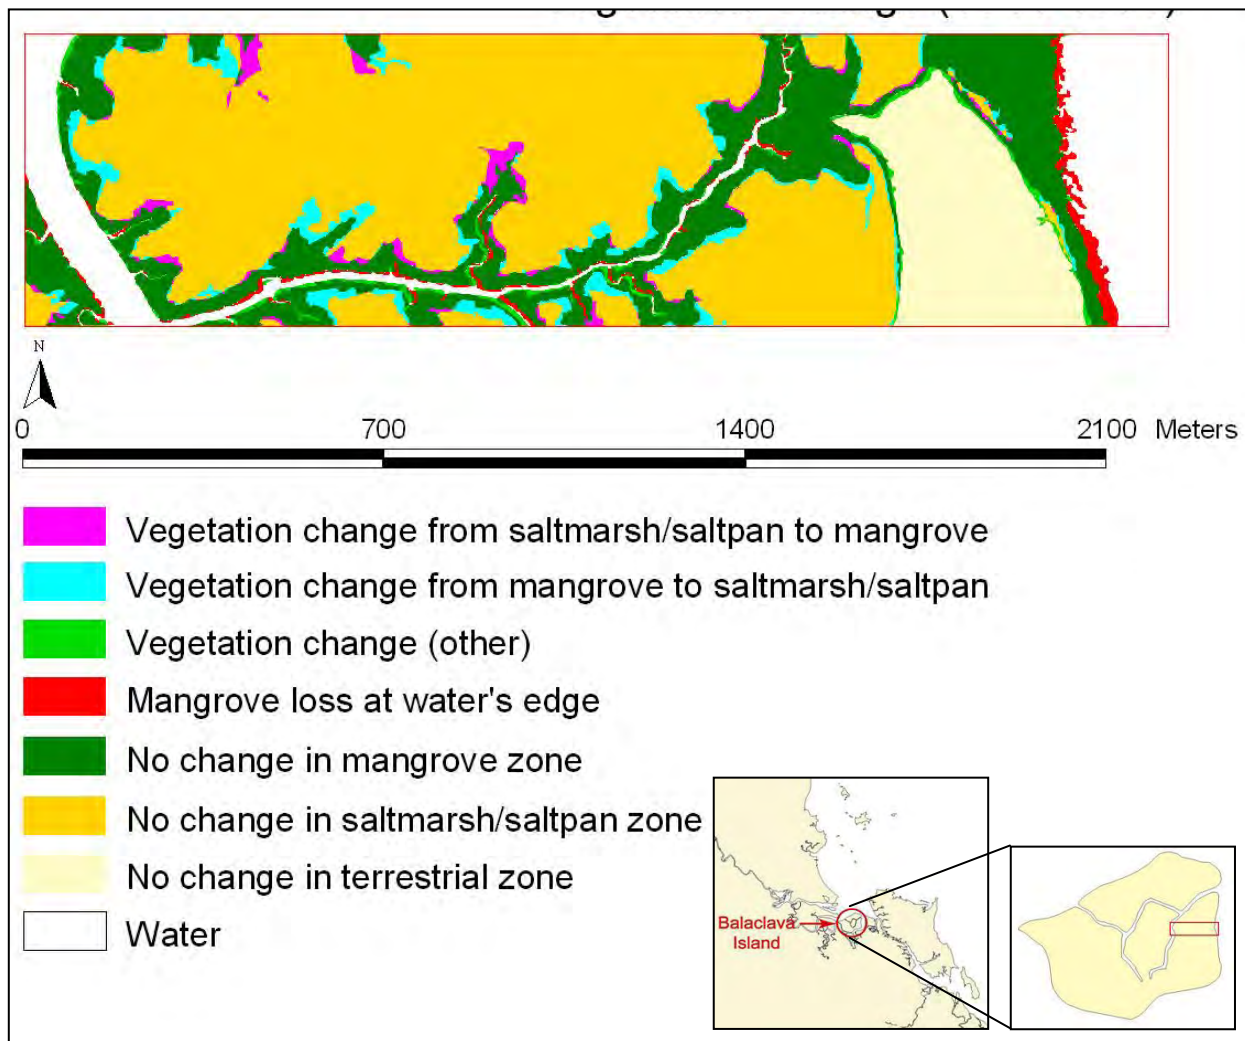 N
0 700 1400 2100 Meters
Vegetation change from saltmarsh/saltpan to mangrove
Vegetation change from mangrove to saltmarsh/saltpan
Vegetation change (other)
Mangrove loss at water's edge
No change in mangrove zone
No change in saltmarsh/saltpan zone
No change in terrestrial zone
Water
Balaclava
Island